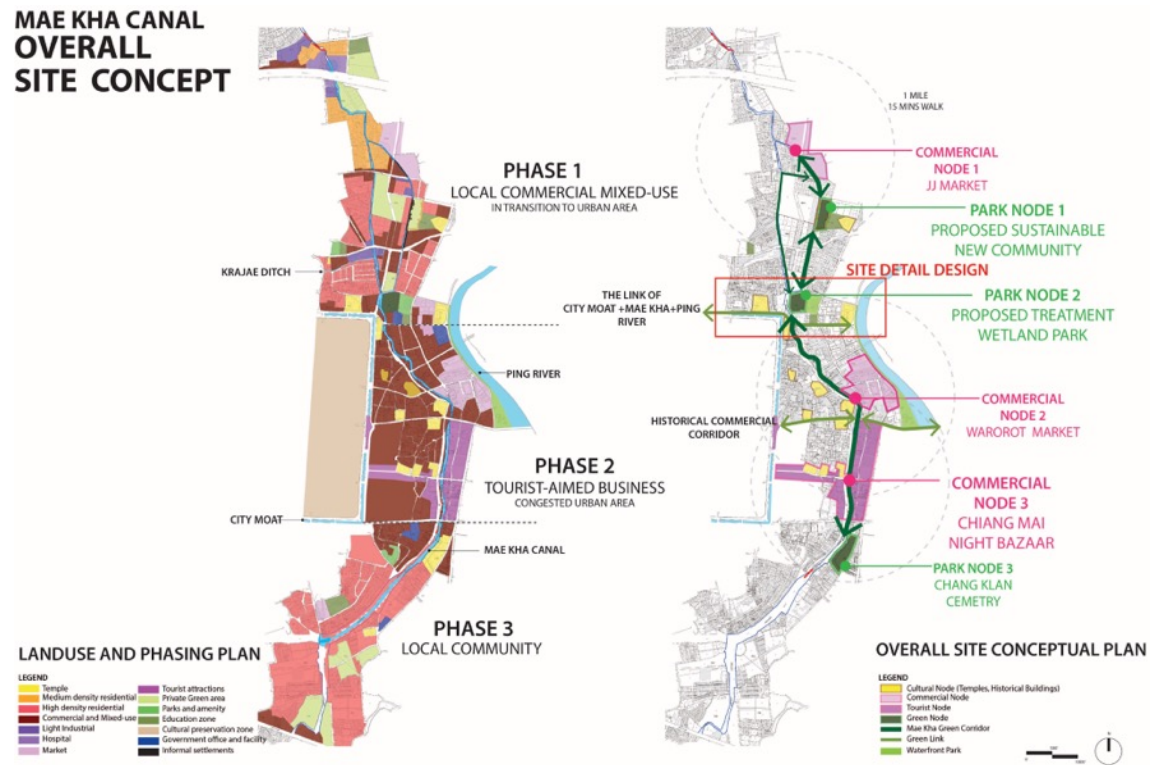 MAE KHA CANAL
OVERALL
SITE CONCEPT
PHASE 1
LOCAL COMMERCIAL MIXED-USE
IN TRANSITION TO URBAN AREA
KRAJAE DITCH
PING RIVER
PHASE 2
TOURIST-AIMED BUSINESS
CONGESTED URBAN AREA
CITY MOAT
MAE KHA CANAL
PHASE 3
LOCAL COMMUNITY
LANDUSE AND PHASING PLAN
LEGEND
Temple
Medium density residential
High density residential
Commercial and Mixed-use
Light Industrial
Hospital
Market
Tourist attractions
Private Green area
Parks and amenity
Education zone
Cultural preservation zone
Government office and facility
Informal settlements
1 MILE
15 MINS WALK
COMMERCIAL
NODE 1
JJ MARKET
PARK NODE 1
PROPOSED SUSTAINABLE
NEW COMMUNITY
SITE DETAIL DESIGN
THE LINK OF
CITY MOAT +MAE KHA+PING
RIVER
PARK NODE 2
PROPOSED TREATMENT
WETLAND PARK
COMMERCIAL
NODE 2
WAROROT MARKET
HISTORICAL COMMERCIAL
CORRIDOR
COMMERCIAL
NODE 3
CHIANG MAI
NIGHT BAZAAR
PARK NODE 3
CHANG KLAN
CEMETRY
OVERALL SITE CONCEPTUAL PLAN
LEGEND
Cultural Node (Temples, Historical Buildings)
Commercial Node
Tourist Node
Green Node
Mae Kha Green Corridor
Green Link
Waterfront Park